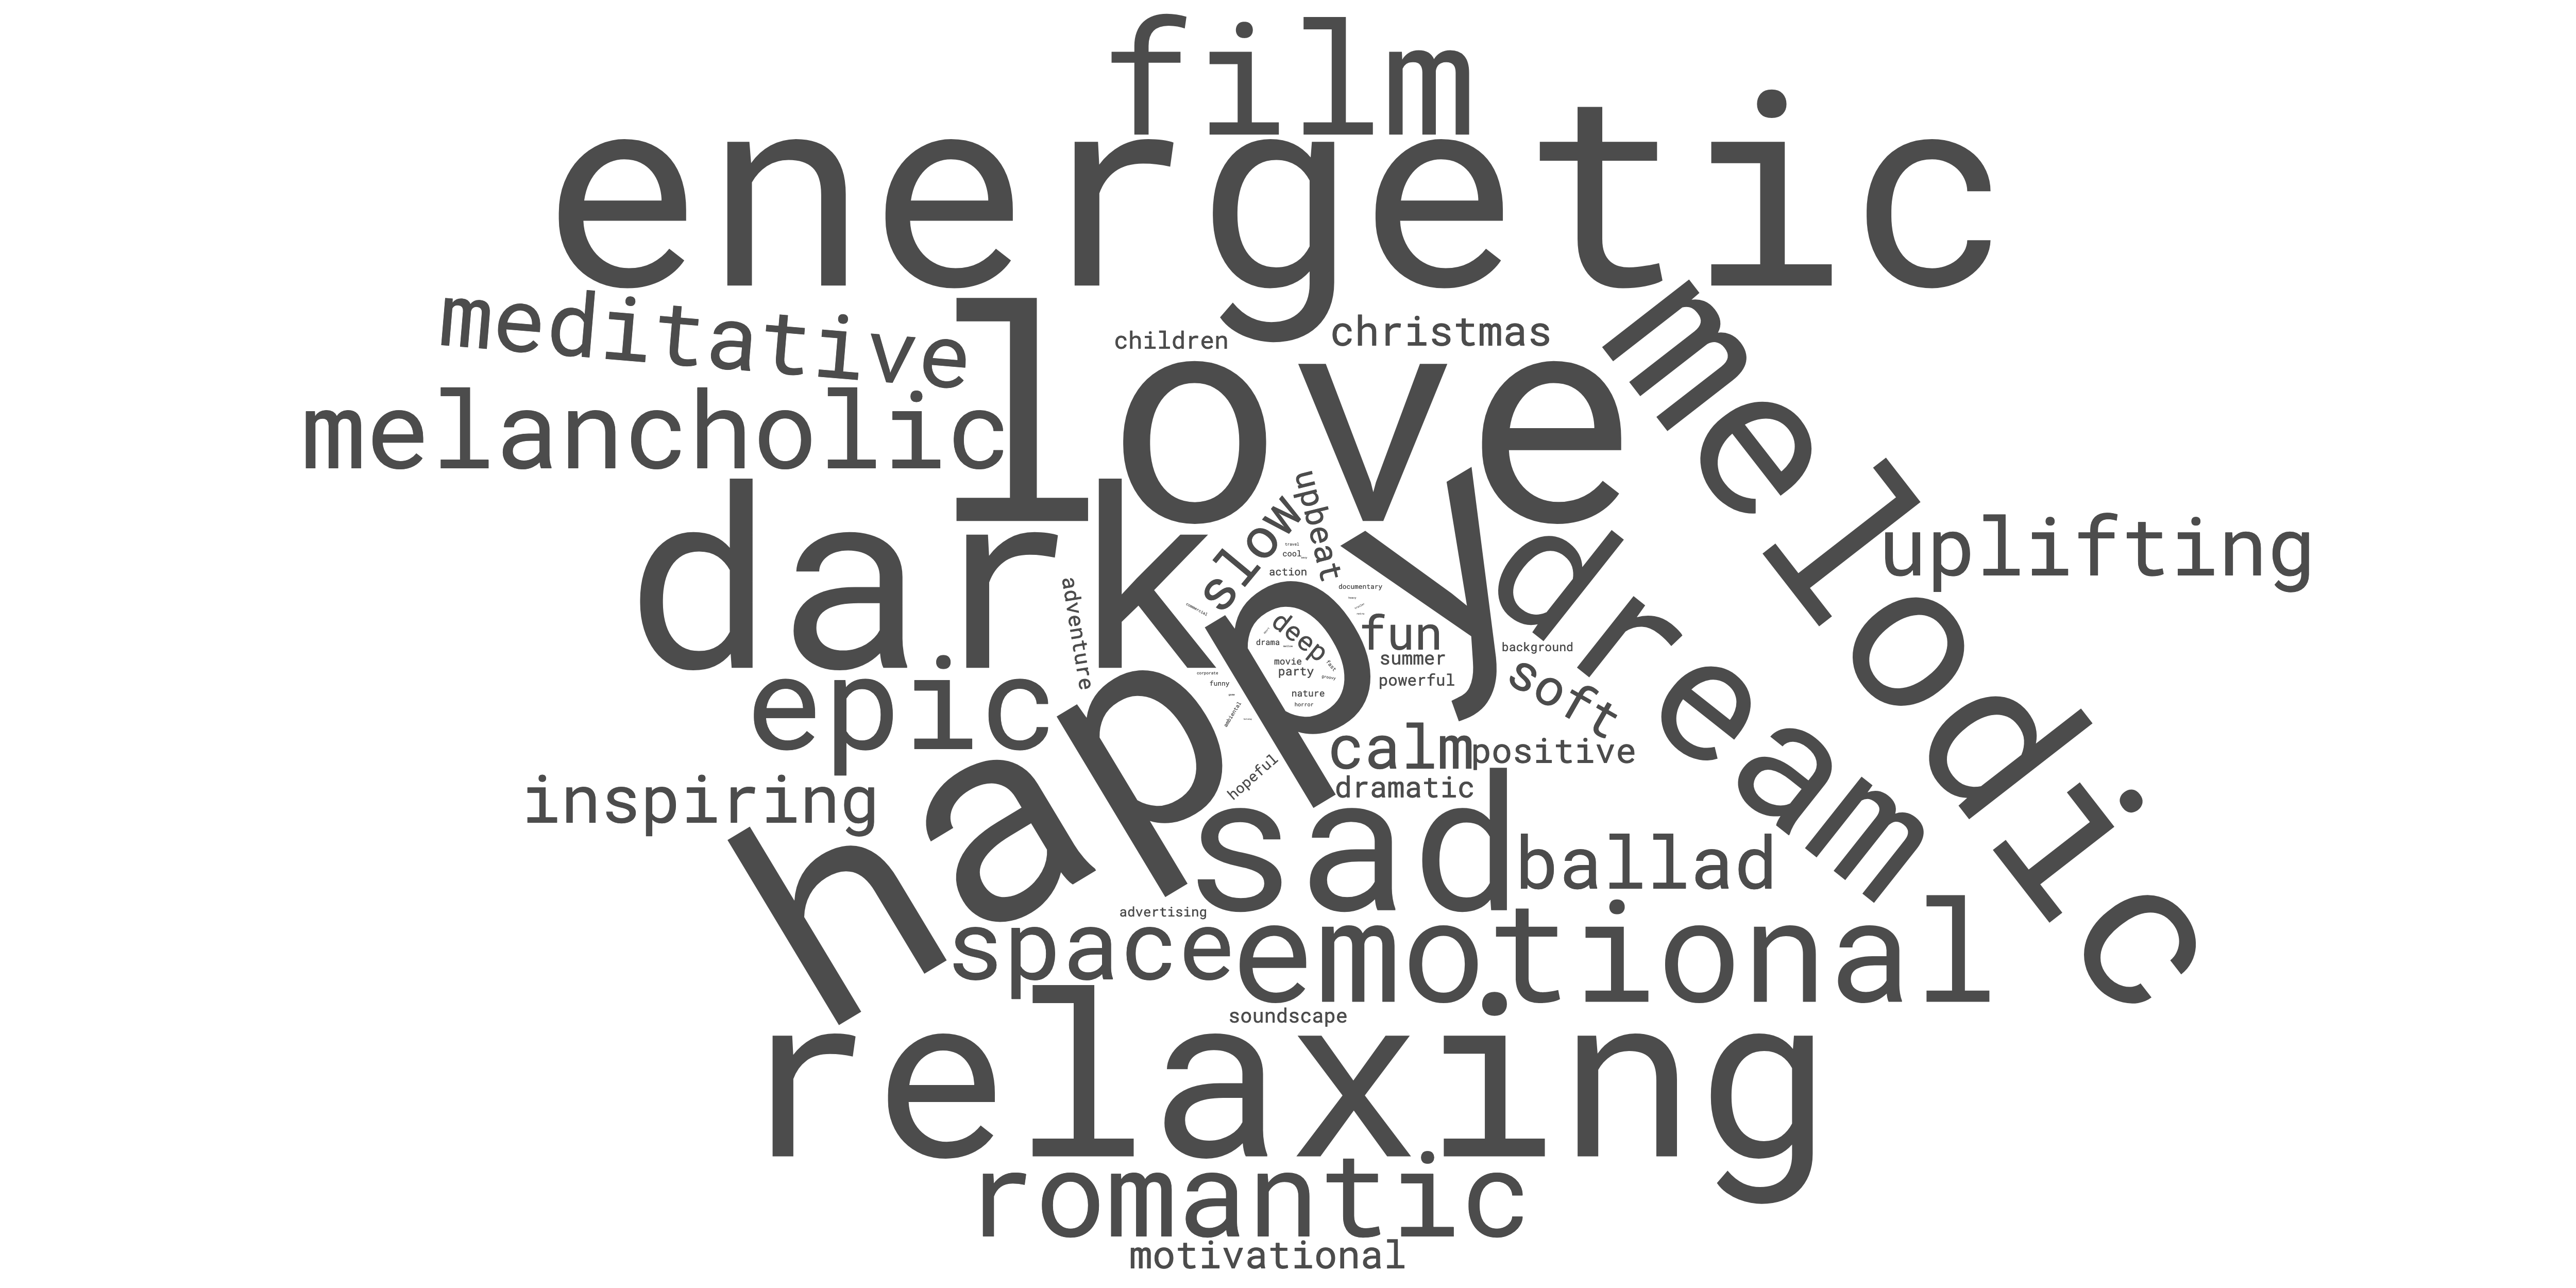 film
energetic
meditative
children
christmas
melodic
love
melancholic
upbeat
slow
dark
uplifting
dream
travel
cool
action
documentary
adventure
commercial
deep
fun
drama
background
summer
movie
fast
party
corporate
groovy
powerful
funny
soft
nature
horror
ambiental
epic
happy
calm
positive
hopeful
dramatic
inspiring
sad
ballad
advertising
space
emotional
soundscape
relaxing
romantic
motivational